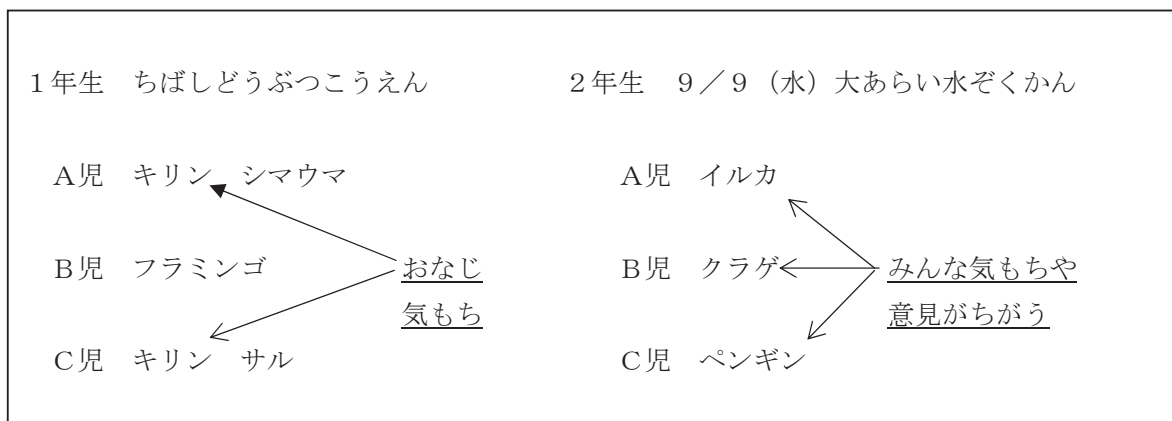 1年生 ちばしどうぶつこうえん
A児 キリン シマウマ
B児 フラミンゴ
おなじ
気もち
C児 キリン サル
2年生 9/9(水)大あらい水ぞくかん
A児 イルカ
B児 クラゲ
みんな気もちや
意見がちがう
C児 ペンギン